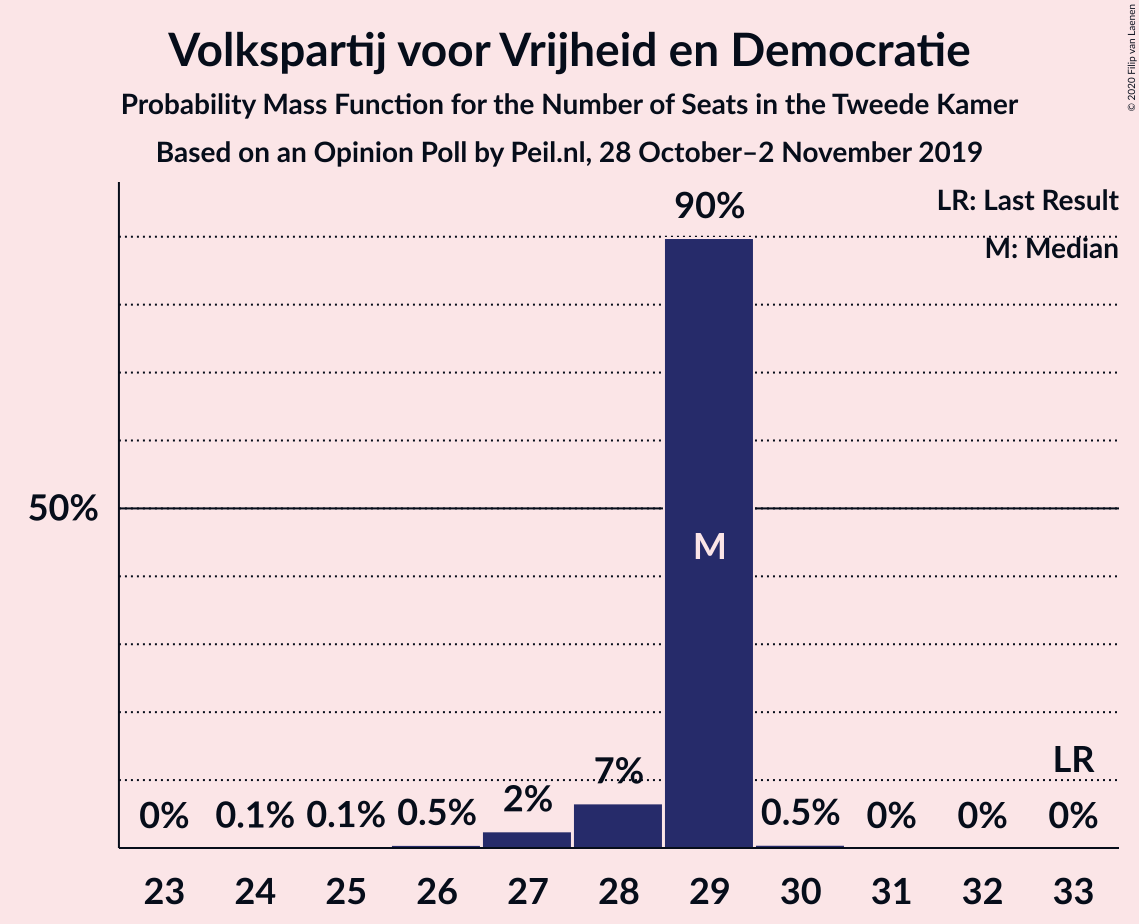 Volkspartij voor Vrijheid en Democratie
Probability Mass Function for the Number of Seats in the Tweede Kamer
Based on an Opinion Poll by Peil.nl, 28 October–2 November 2019
© 2020 Filip van Laenen
LR: Last Result
M: Median
90%
50%
M
LR
0% 0.1% 0.1% 0.5% 2% 7% 0.5% 0% 0% 0%
23 24 25 26 27 28 29 30 31 32 33